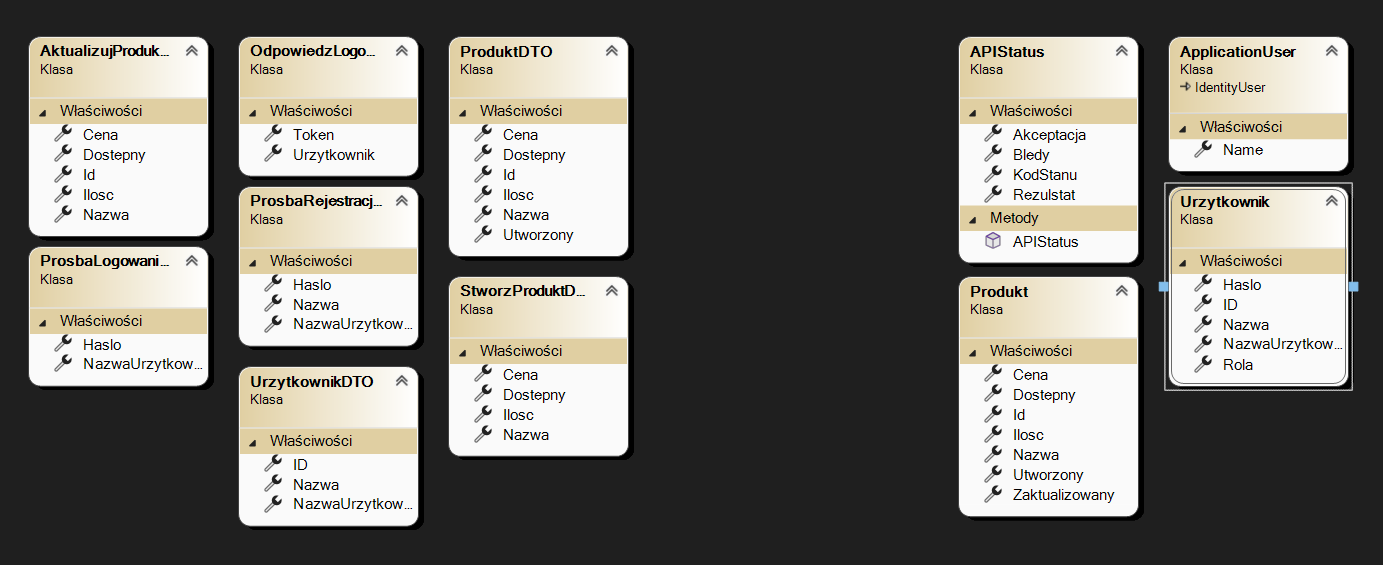 AktualizujProduk...
Klasa
Właściwości
Cena
Dostepny
Id
Ilosc
Nazwa
ProsbaLogowani...
Klasa
Właściwości
Haslo
NazwaUrzytkow...
OdpowiedzLogo...
Klasa
Właściwości
Token
Urzytkownik
ProsbaRejestracj...
Klasa
Właściwości
Haslo
Nazwa
NazwaUrzytkow...
UrzytkownikDTO
Klasa
Właściwości
ID
Nazwa
NazwaUrzytkow...
ProduktDTO
Klasa
Właściwości
Cena
Dostepny
Id
Ilosc
Nazwa
Utworzony
StworzProduktD...
Klasa
Właściwości
Cena
Dostepny
Ilosc
Nazwa
APIStatus
Klasa
Właściwości
Akceptacja
Bledy
KodStanu
Rezulstat
Metody
APIStatus
Produkt
Klasa
Właściwości
Cena
Dostepny
Id
Ilosc
Nazwa
Utworzony
Zaktualizowany
ApplicationUser
Klasa
IdentityUser
Właściwości
Name
Urzytkownik
Klasa
Właściwości
Haslo
ID
Nazwa
NazwaUrzytkow...
Rola